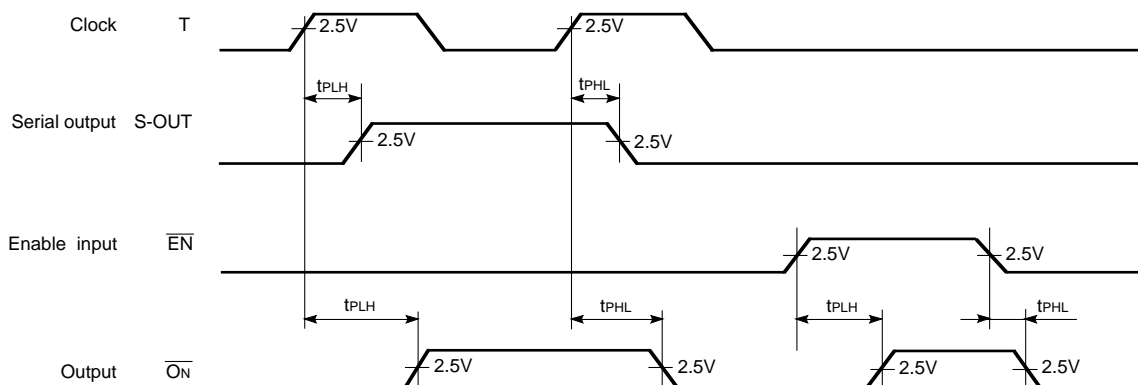 Clock T 2.5V 2.5V
tPLH tPHL
Serial output S-OUT 2.5V 2.5V
Enable input EN 2.5V 2.5V
tPLH tPHL tPLH tPHL
Output ON 2.5V 2.5V 2.5V 2.5V